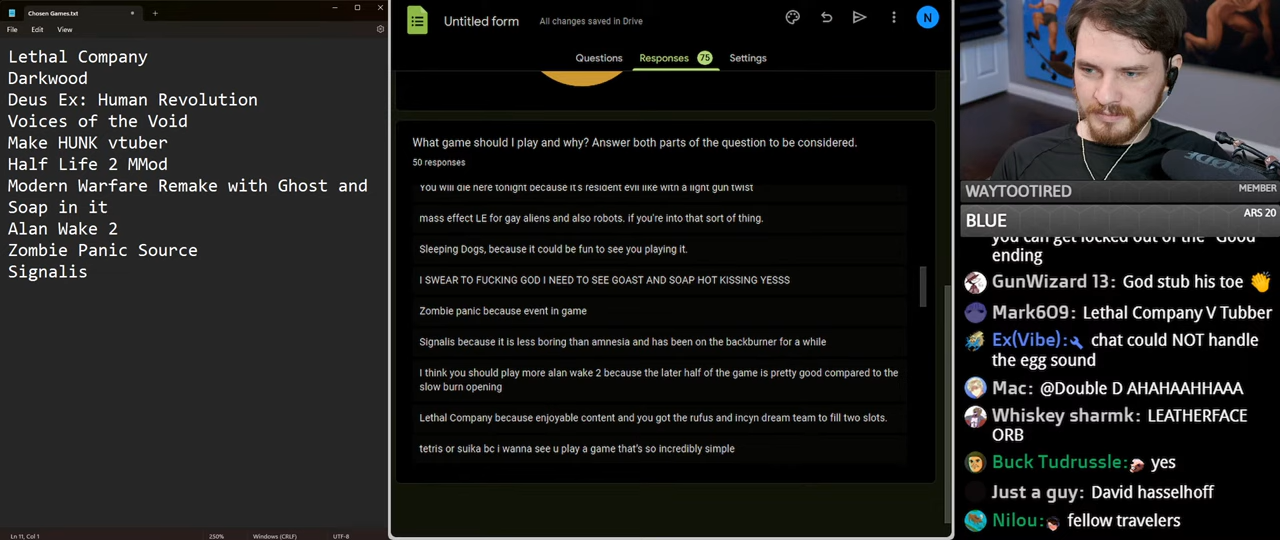 Chosen Games.txt
File
Edit
View
Lethal Company
Darkwood
Deus Ex: Human Revolution
Voices of the Void
Make HUNK vtuber
Half Life 2 MMod
Modern Warfare Remake with Ghost and
Soap in it
Alan Wake 2
Zombie Panic Source
Signalis
Ln 11, Col 1
250%
Windows (CRLF)
UTF-8
Untitled form
All changes saved in Drive
N
Questions
Responses 75
Settings
What game should I play and why? Answer both parts of the question to be considered.
50 responses
You will die here tonight because it's resident evil like with a light gun twist
mass effect LE for gay aliens and also robots. if you're into that sort of thing.
Sleeping Dogs, because it could be fun to see you playing it.
I SWEAR TO FUCKING GOD I NEED TO SEE GOAST AND SOAP HOT KISSING YESSS
Zombie panic because event in game
Signalis because it is less boring than amnesia and has been on the backburner for a while
I think you should play more alan wake 2 because the later half of the game is pretty good compared to the
slow burn opening
Lethal Company because enjoyable content and you got the rufus and incyn dream team to fill two slots.
tetris or suika bc i wanna see u play a game that's so incredibly simple
RØDE
WAYTOOTIRED
MEMBER
BLUE
ARS 20
you can get locked out of the "Good
ending
GunWizard 13: God stub his toe
Mark6O9: Lethal Company V Tubber
Ex(Vibe): chat could NOT handle
the egg sound
Mac: @Double D AHAHAAHHAAA
Whiskey sharmk: LEATHERFACE
ORB
Buck Tudrussle: yes
Just a guy: David hasselhoff
Nilou: fellow travelers